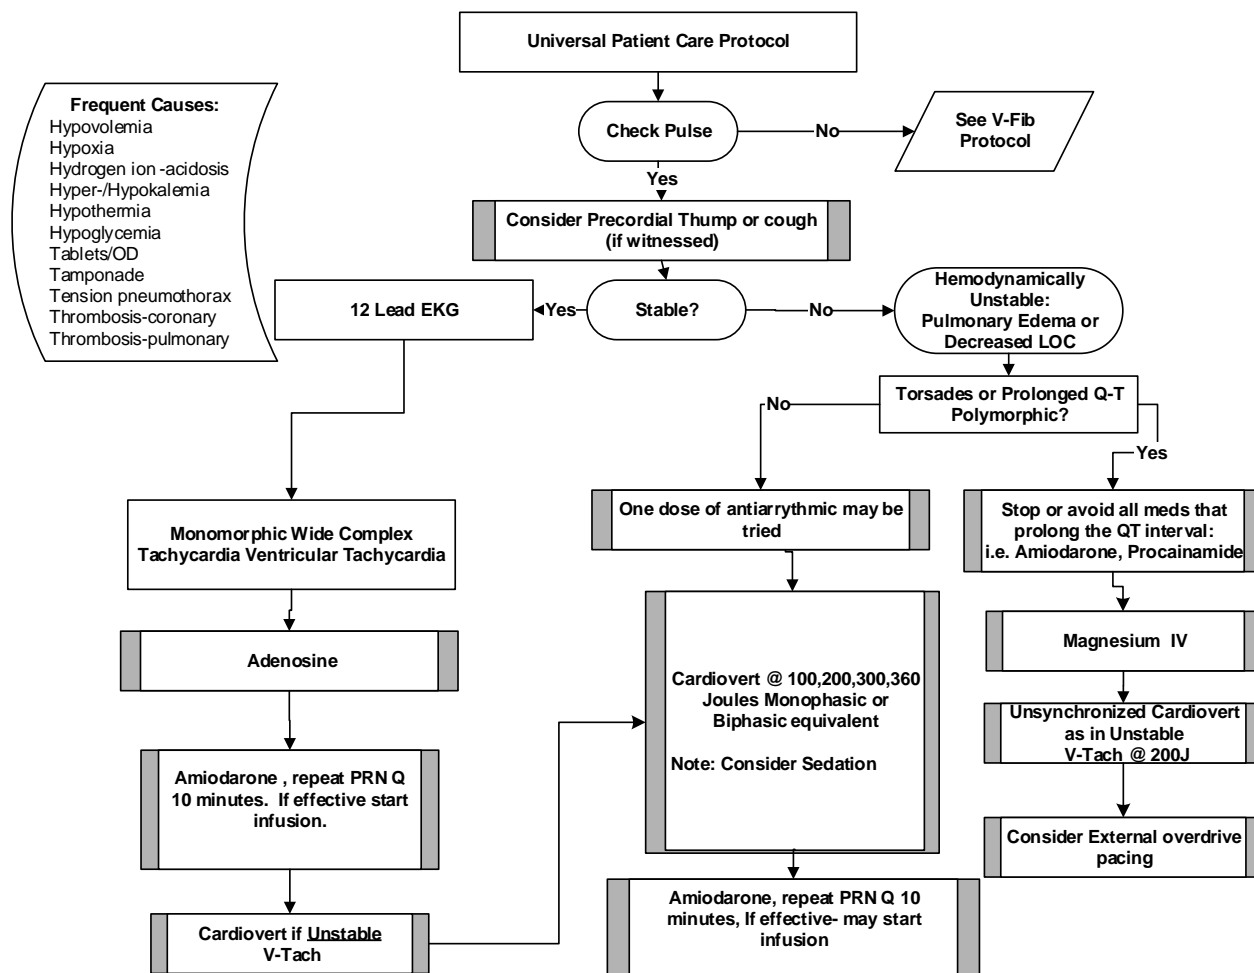 Universal Patient Care Protocol
Frequent Causes:
Hypovolemia
Hypoxia
Hydrogen ion -acidosis
Hyper-/Hypokalemia
Hypothermia
Hypoglycemia
Tablets/OD
Tamponade
Tension pneumothorax
Thrombosis-coronary
Thrombosis-pulmonary
Check Pulse
No
See V-Fib
Protocol
Yes
Consider Precordial Thump or cough
(if witnessed)
12 Lead EKG
Yes
Stable?
No
Hemodynamically
Unstable:
Pulmonary Edema or
Decreased LOC
Torsades or Prolonged Q-T
Polymorphic?
No
Yes
Monomorphic Wide Complex
Tachycardia Ventricular Tachycardia
One dose of antiarrythmic may be
tried
Stop or avoid all meds that
prolong the QT interval:
i.e. Amiodarone, Procainamide
Adenosine
Cardiovert @ 100,200,300,360
Joules Monophasic or
Biphasic equivalent
Note: Consider Sedation
Magnesium IV
Unsynchronized Cardiovert
as in Unstable
V-Tach @ 200J
Amiodarone , repeat PRN Q
10 minutes. If effective start
infusion.
Consider External overdrive
pacing
Cardiovert if Unstable
V-Tach
Amiodarone, repeat PRN Q 10
minutes, If effective- may start
infusion